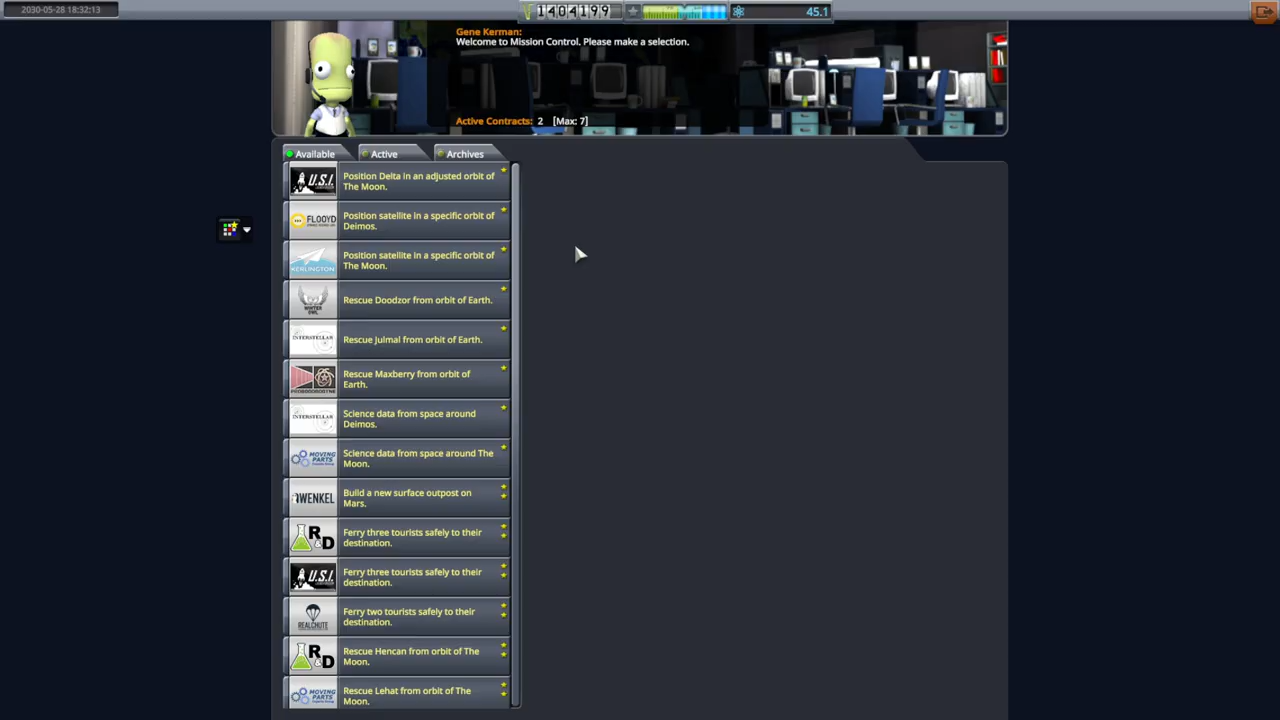 2030-05-28 18:32:13
1404199
45.1
Gene Kerman:
Welcome to Mission Control. Please make a selection.
Active Contracts: 2 [Max: 7]
Available
Active
Archives
U.S.I.
Position Delta in an adjusted orbit of
The Moon.
FLOOYD
Position satellite in a specific orbit of
Deimos.
KERLINGTON
Position satellite in a specific orbit of
The Moon.
WINTER
OWL
Rescue Doodzor from orbit of Earth.
INTERSTELLAR
Rescue Julmal from orbit of Earth.
PROBODOBODYNE
Rescue Maxberry from orbit of
Earth.
INTERSTELLAR
Science data from space around
Deimos.
MOVING
PARTS
Science data from space around The
Moon.
WENKEL
Build a new surface outpost on
Mars.
R&D
Ferry three tourists safely to their
destination.
U.S.I.
Ferry three tourists safely to their
destination.
REALCHUTE
Ferry two tourists safely to their
destination.
R&D
Rescue Hencan from orbit of The
Moon.
MOVING
PARTS
Rescue Lehat from orbit of The
Moon.